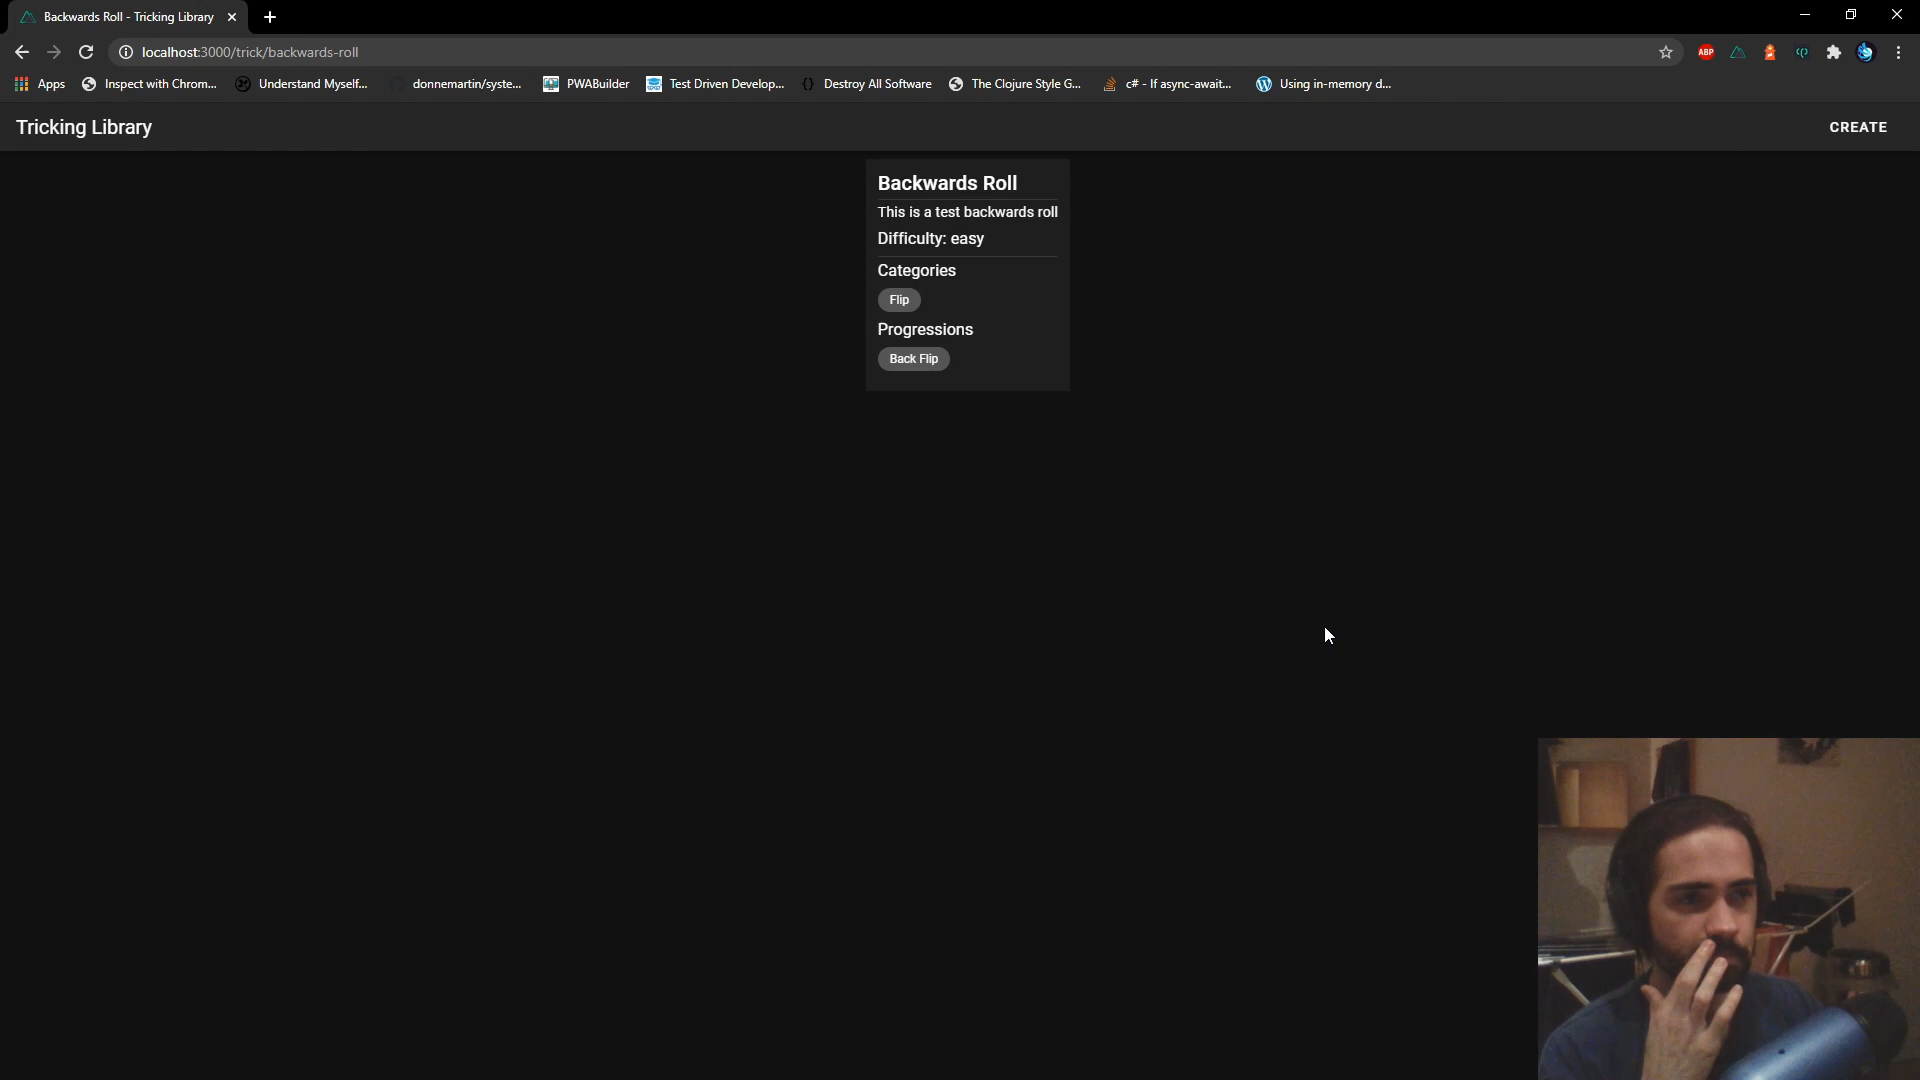 Backwards Roll - Tricking Library
localhost:3000/trick/backwards-roll
ABP
Apps
Inspect with Chrom...
Understand Myself...
donnemartin/syste...
PWABuilder
Test Driven Develop...
Destroy All Software
The Clojure Style G...
c# - If async-await...
Using in-memory d...
Tricking Library
CREATE
Backwards Roll
This is a test backwards roll
Difficulty: easy
Categories
Flip
Progressions
Back Flip